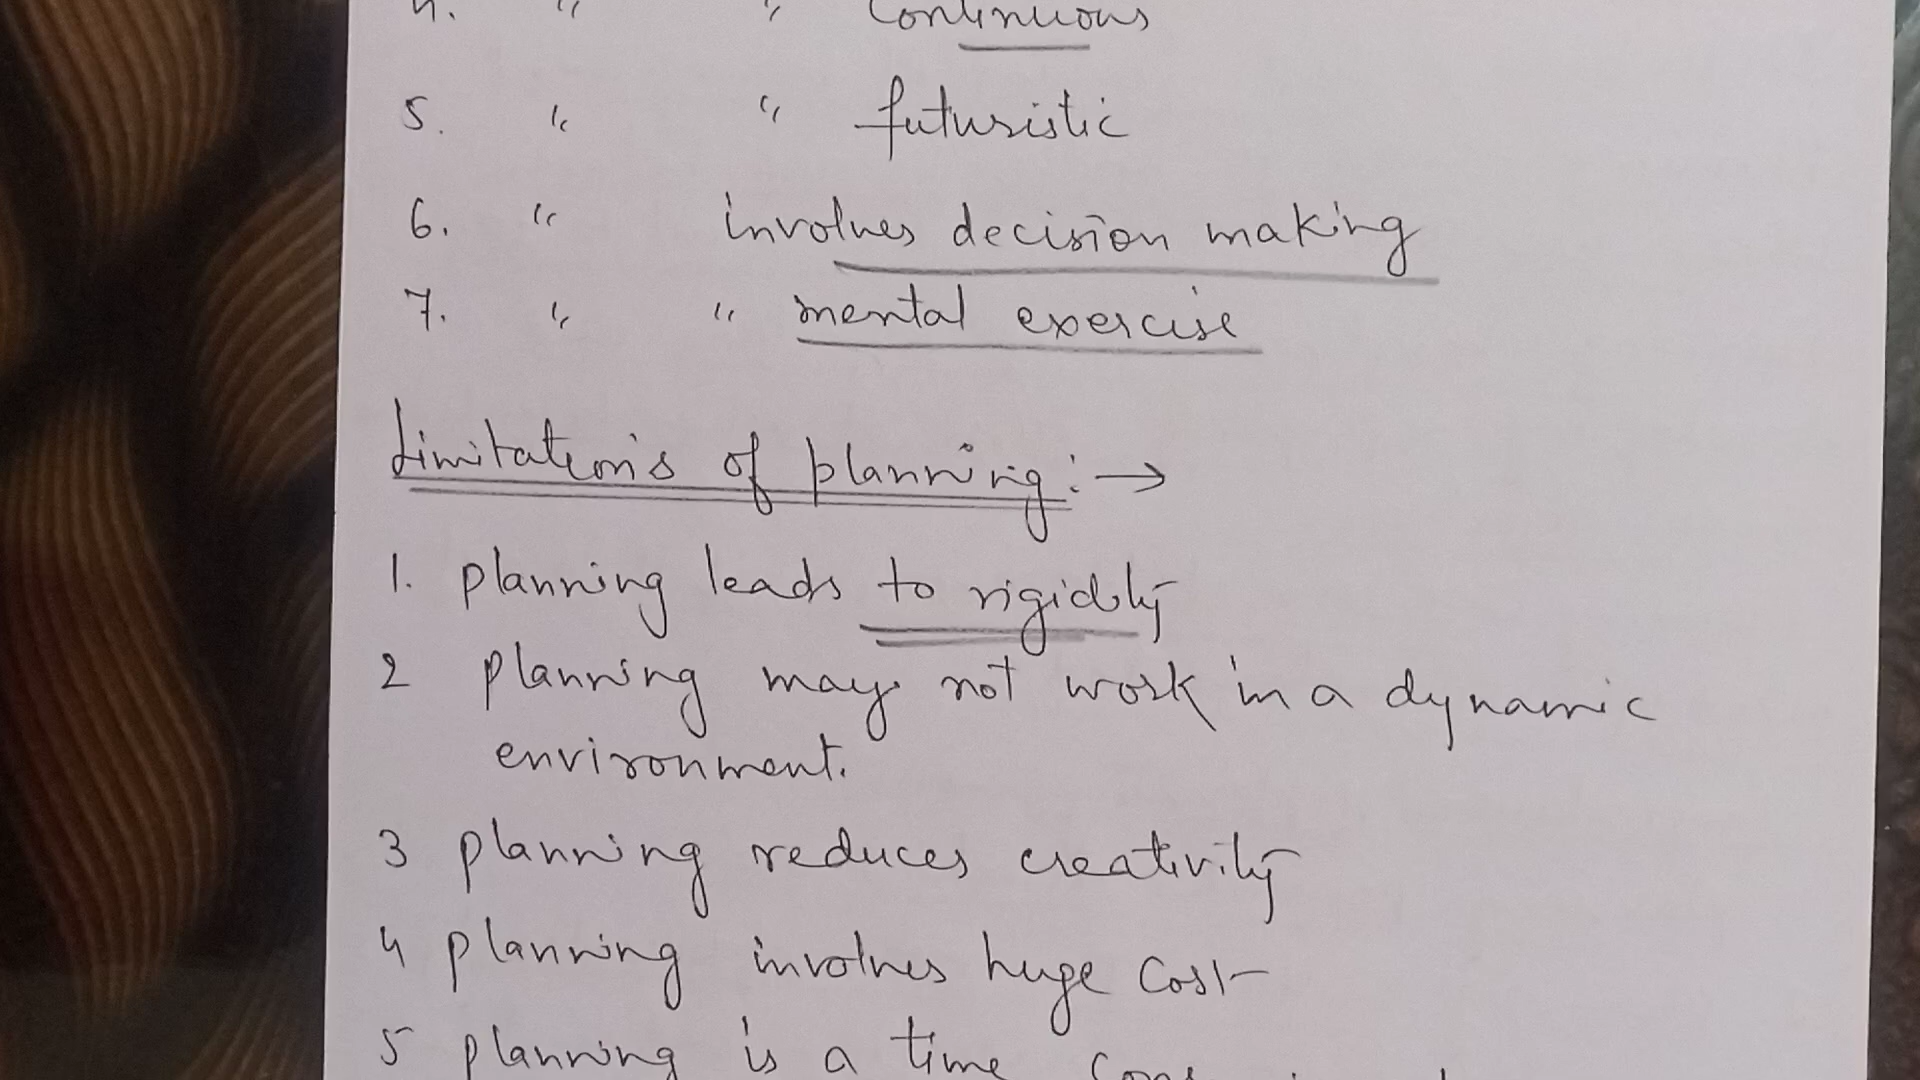 4. " " Continuous
5. " " futuristic
6. " involves decision making
7. " " mental exercise
Limitations of planning:→
1. planning leads to rigidity
2 planning may not work in a dynamic
environment.
3 planning reduces creativity
4 planning involves huge Cost
5 planning is a time